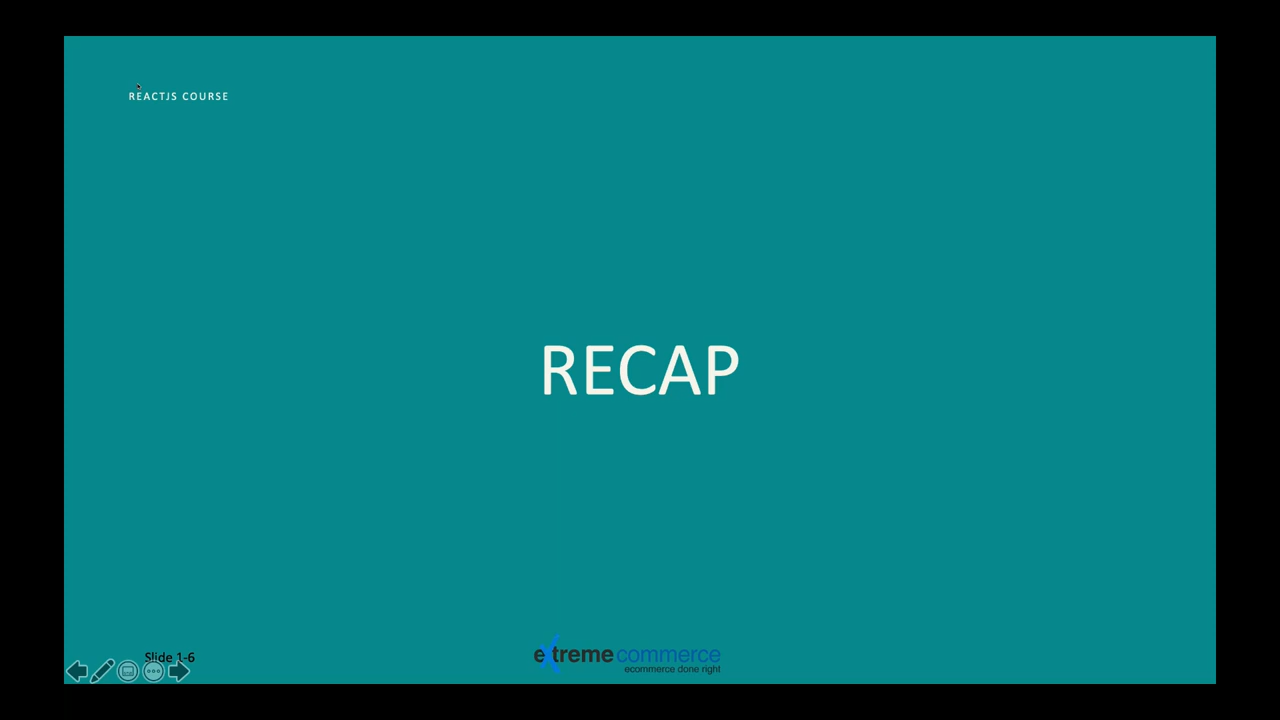 REACTJS COURSE
RECAP
Slide 1-6
extreme commerce
ecommerce done right